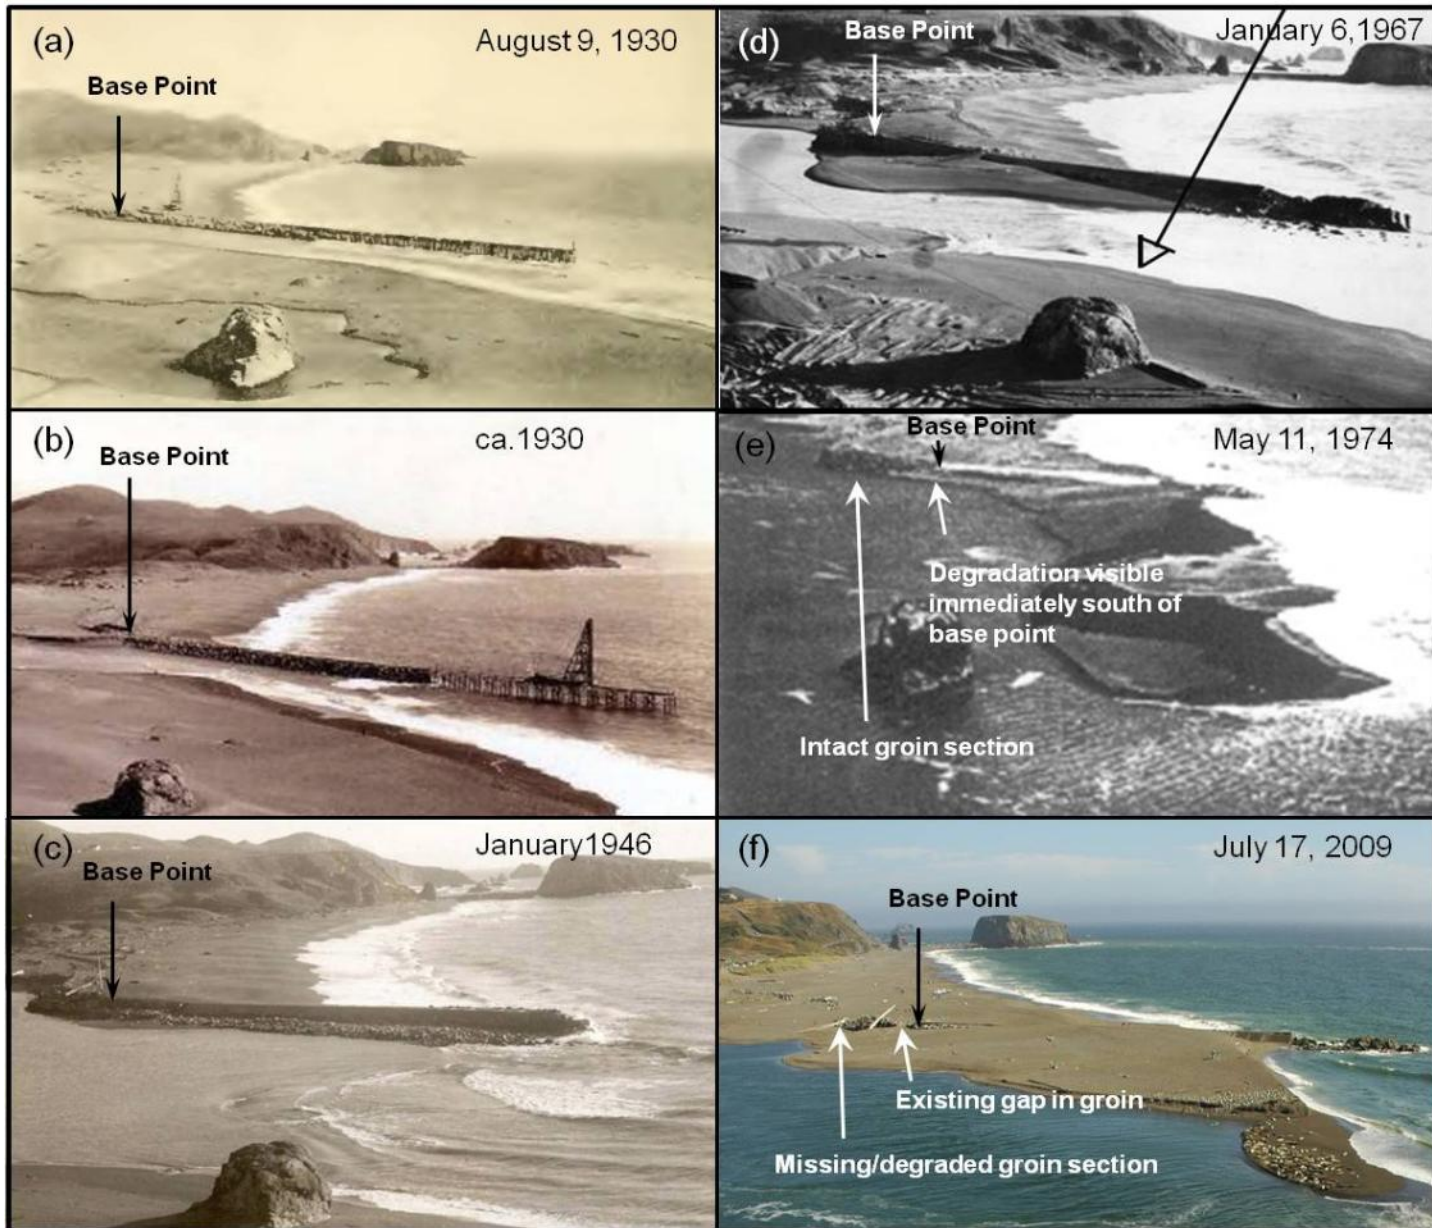 (a)
August 9, 1930
Base Point
(b)
ca.1930
Base Point
(c)
January1946
Base Point
(d)
Base Point
January 6,1967
(e)
Base Point
May 11, 1974
Degradation visible
immediately south of
base point
Intact groin section
(f)
July 17, 2009
Base Point
Existing gap in groin
Missing/degraded groin section